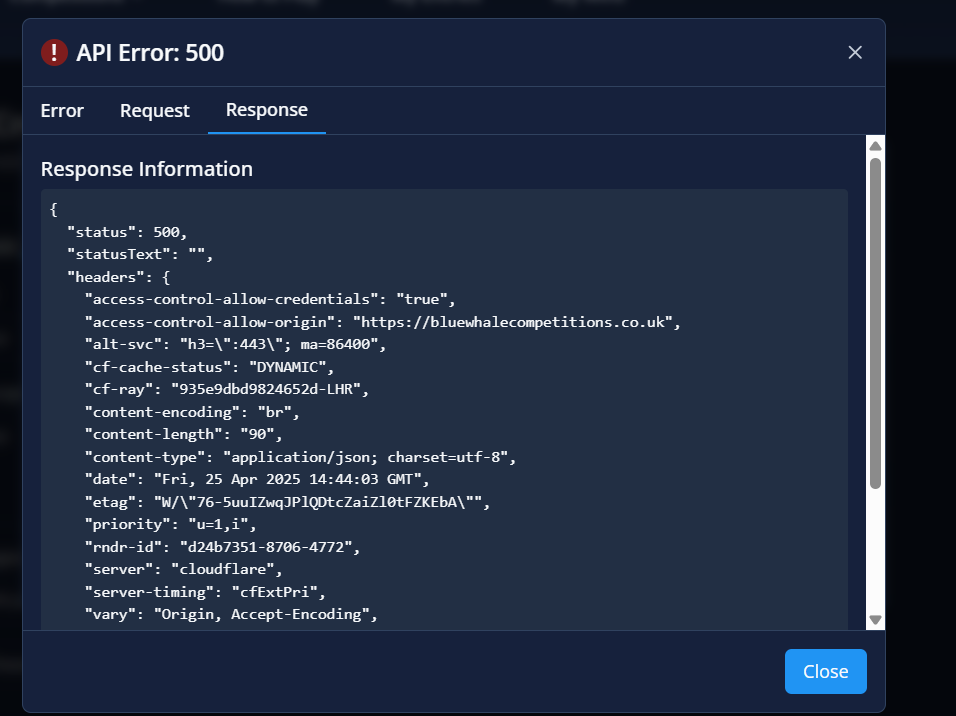 API Error: 500
Error Request Response
Response Information
{
"status": 500,
"statusText": "",
"headers": {
"access-control-allow-credentials": "true",
"access-control-allow-origin": "https://bluewhalecompetitions.co.uk",
"alt-svc": "h3=\":443\"; ma=86400",
"cf-cache-status": "DYNAMIC",
"cf-ray": "935e9dbd9824652d-LHR",
"content-encoding": "br",
"content-length": "90",
"content-type": "application/json; charset=utf-8",
"date": "Fri, 25 Apr 2025 14:44:03 GMT",
"etag": "W/\"76-5uuIZwqJPlQDtcZaiZl0tFZKEbA\"",
"priority": "u=1,i",
"rndr-id": "d24b7351-8706-4772",
"server": "cloudflare",
"server-timing": "cfExtPri",
"vary": "Origin, Accept-Encoding",
Close